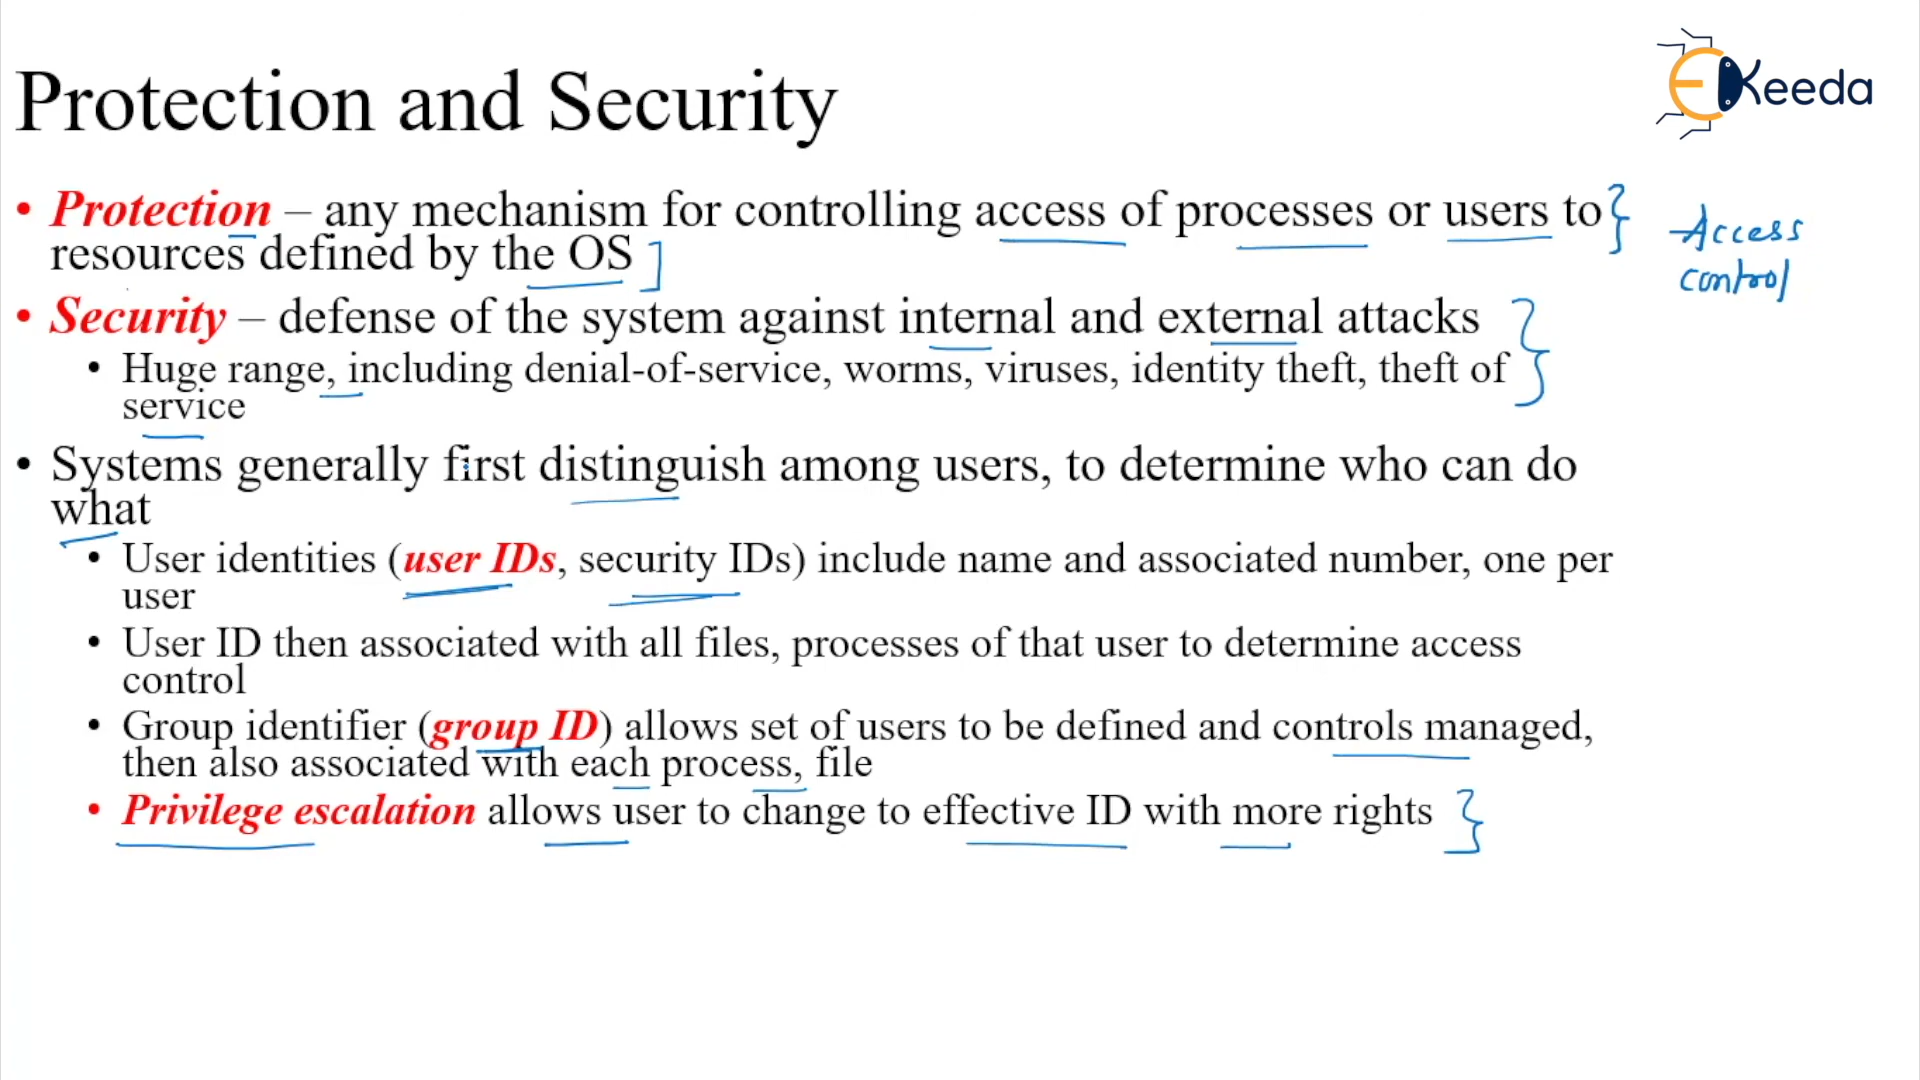 Keeda
Protection and Security
• Protection – any mechanism for controlling access of processes or users to
resources defined by the OS
Access
control
• Security – defense of the system against internal and external attacks
• Huge range, including denial-of-service, worms, viruses, identity theft, theft of
service
• Systems generally first distinguish among users, to determine who can do
what
• User identities (user IDs, security IDs) include name and associated number, one per
user
• User ID then associated with all files, processes of that user to determine access
control
• Group identifier (group ID) allows set of users to be defined and controls managed,
then also associated with each process, file
• Privilege escalation allows user to change to effective ID with more rights